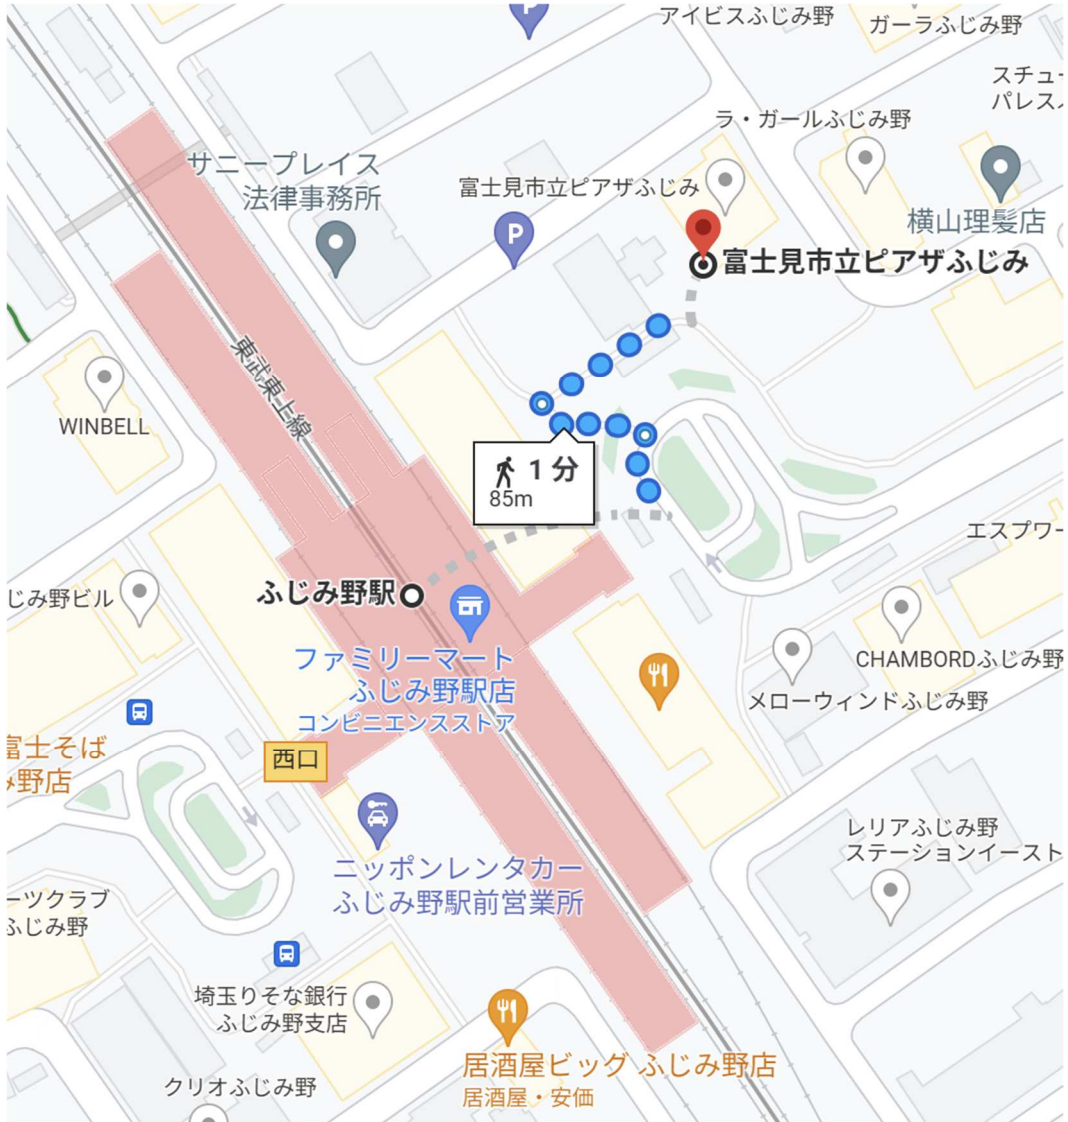 P
アイビスふじみ野
ガーラふじみ野
スチュー
パレス
ラ・ガールふじみ野
サニープレイス
法律事務所
富士見市立ピアザふじみ
横山理髪店
P
富士見市立ピアザふじみ
東武東上線
WINBELL
1 分
85m
エスプワー
ふじみ野駅
じみ野ビル
ファミリーマート
ふじみ野駅店
コンビニエンスストア
CHAMBORDふじみ野
メローウィンドふじみ野
富士そば
み野店
西口
レリアふじみ野
ステーションイースト
ニッポンレンタカー
ふじみ野駅前営業所
ーツクラブ
ふじみ野
埼玉りそな銀行
ふじみ野支店
居酒屋ビッグ ふじみ野店
居酒屋・安価
クリオふじみ野